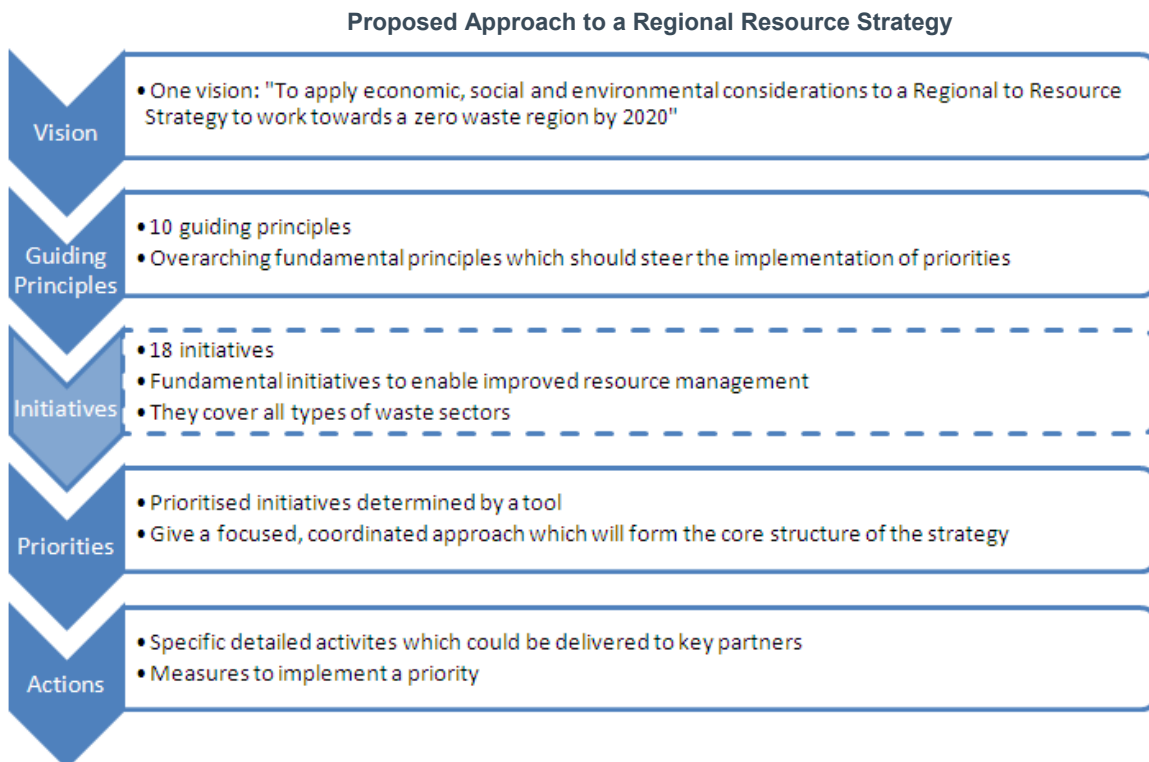 Proposed Approach to a Regional Resource Strategy
Vision
• One vision: "To apply economic, social and environmental considerations to a Regional to Resource
Strategy to work towards a zero waste region by 2020"
Guiding
Principles
• 10 guiding principles
• Overarching fundamental principles which should steer the implementation of priorities
Initiatives
• 18 initiatives
• Fundamental initiatives to enable improved resource management
• They cover all types of waste sectors
Priorities
• Prioritised initiatives determined by a tool
• Give a focused, coordinated approach which will form the core structure of the strategy
Actions
• Specific detailed activites which could be delivered to key partners
• Measures to implement a priority